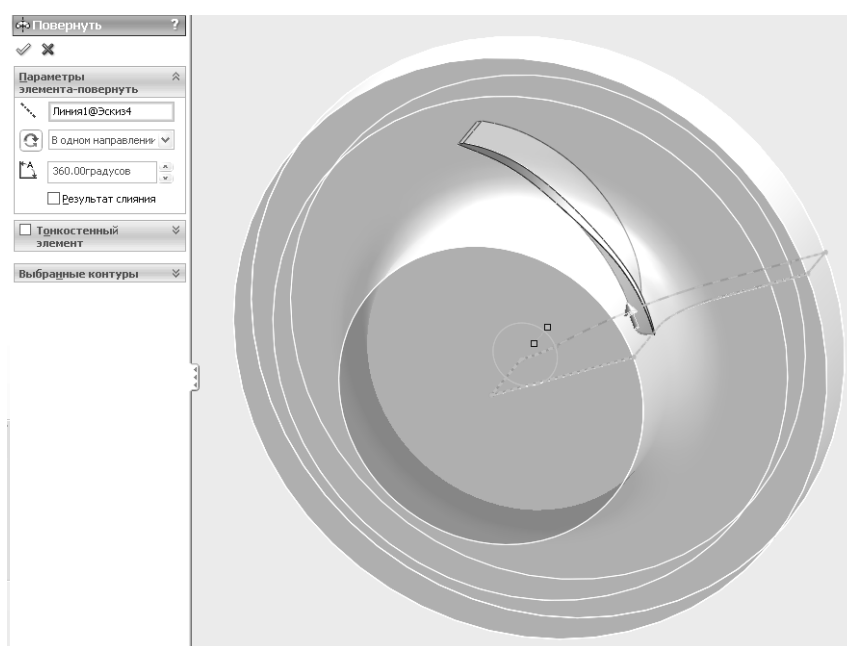 Повернуть ?
Параметры
элемента-повернуть
Линия1@Эскиз4
В одном направлении
360.00градусов
Результат слияния
Тонкостенный
элемент
Выбранные контуры